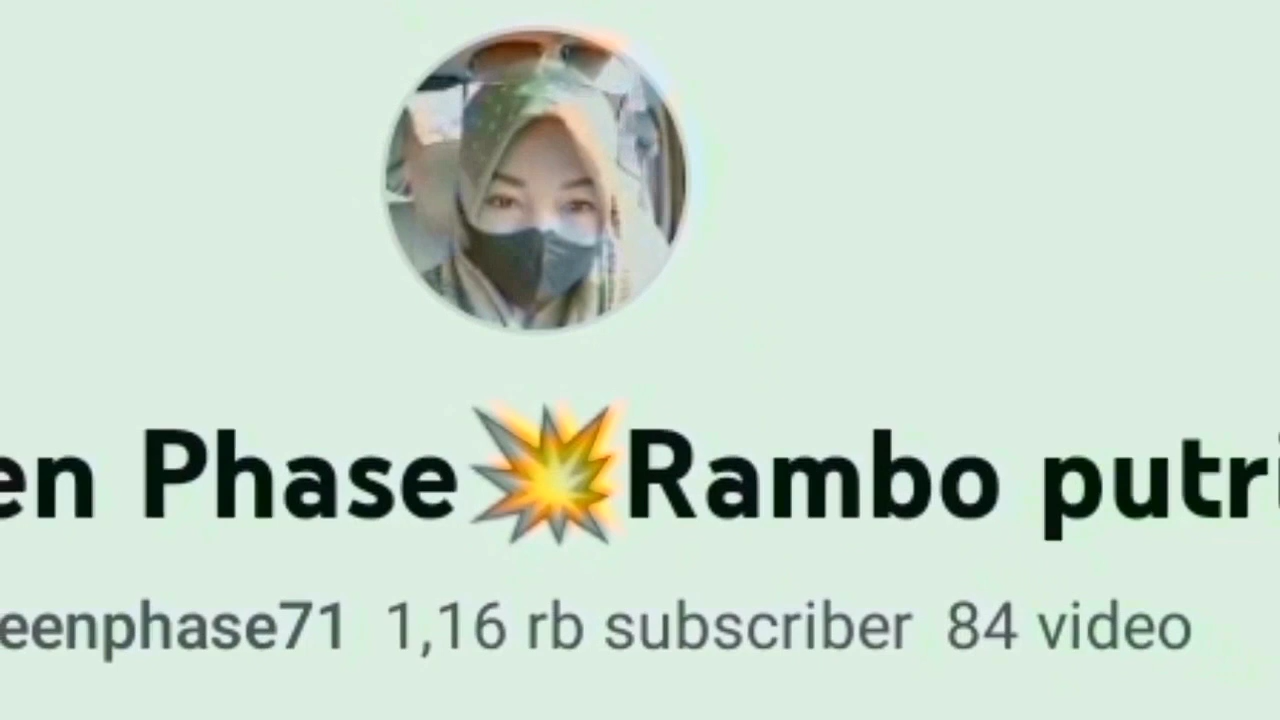 en Phase💥Rambo putri
eenphase71 1,16 rb subscriber 84 video